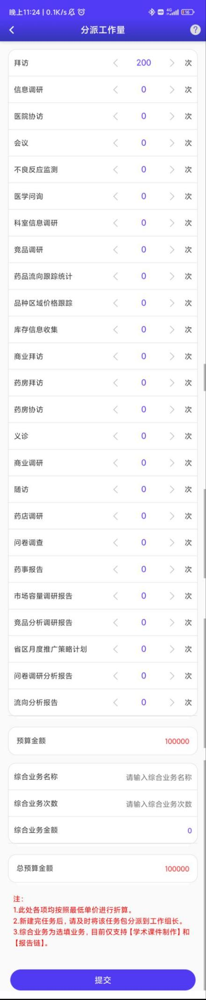 晚上11:24 | 0.1K/s
HD 4G 16
分派工作量 ?
拜访 200 次
信息调研 0 次
医院协访 0 次
会议 0 次
不良反应监测 0 次
医学问询 0 次
科室信息调研 0 次
竞品调研 0 次
药品流向跟踪统计 0 次
品种区域价格跟踪 0 次
库存信息收集 0 次
商业拜访 0 次
药房拜访 0 次
药房协访 0 次
义诊 0 次
商业调研 0 次
随访 0 次
药店调研 0 次
问卷调查 0 次
药事报告 0 次
市场容量调研报告 0 次
竞品分析调研报告 0 次
省区月度推广策略计划 0 次
问卷调研分析报告 0 次
流向分析报告 0 次
预算金额 100000
综合业务名称 请输入综合业务名称
综合业务次数 请输入综合业务次数
综合业务金额 0
总预算金额 100000
注：
1.此处各项均按照最低单价进行折算。
2.新建完任务后，请及时将该任务包分派到工作组长。
3.综合业务为选填业务，目前仅支持【学术课件制作】和
【报告链】。
提交